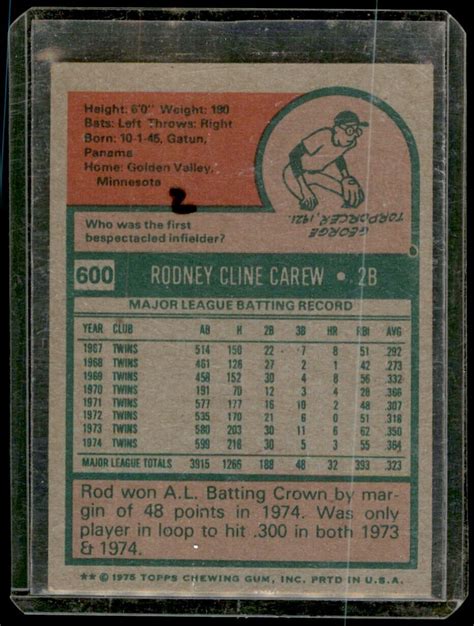 Height: 6'0" Weight: 190
Bats: Left Throws: Right
Born: 10-1-45, Gatun,
Panama
Home: Golden Valley,
Minnesota
2
Who was the first
bespectacled infielder?
GEORGE
TORPORCER, 1921.
600 RODNEY CLINE CAREW • 2B
MAJOR LEAGUE BATTING RECORD
YEAR CLUB AB H 2B 3B HR RBI AVG
1967 TWINS 514 150 22 7 8 51 .292
1968 TWINS 461 126 27 2 1 42 .273
1969 TWINS 458 152 30 4 8 56 .332
1970 TWINS 191 70 12 3 4 28 .366
1971 TWINS 577 177 16 10 2 48 .307
1972 TWINS 535 170 21 6 0 51 .318
1973 TWINS 580 203 30 11 6 62 .350
1974 TWINS 599 218 30 5 3 55 .364
MAJOR LEAGUE TOTALS 3915 1266 188 48 32 393 .323
Rod won A.L. Batting Crown by mar-
gin of 48 points in 1974. Was only
player in loop to hit .300 in both 1973
& 1974.
** © 1975 TOPPS CHEWING GUM, INC. PRTD IN U.S.A.